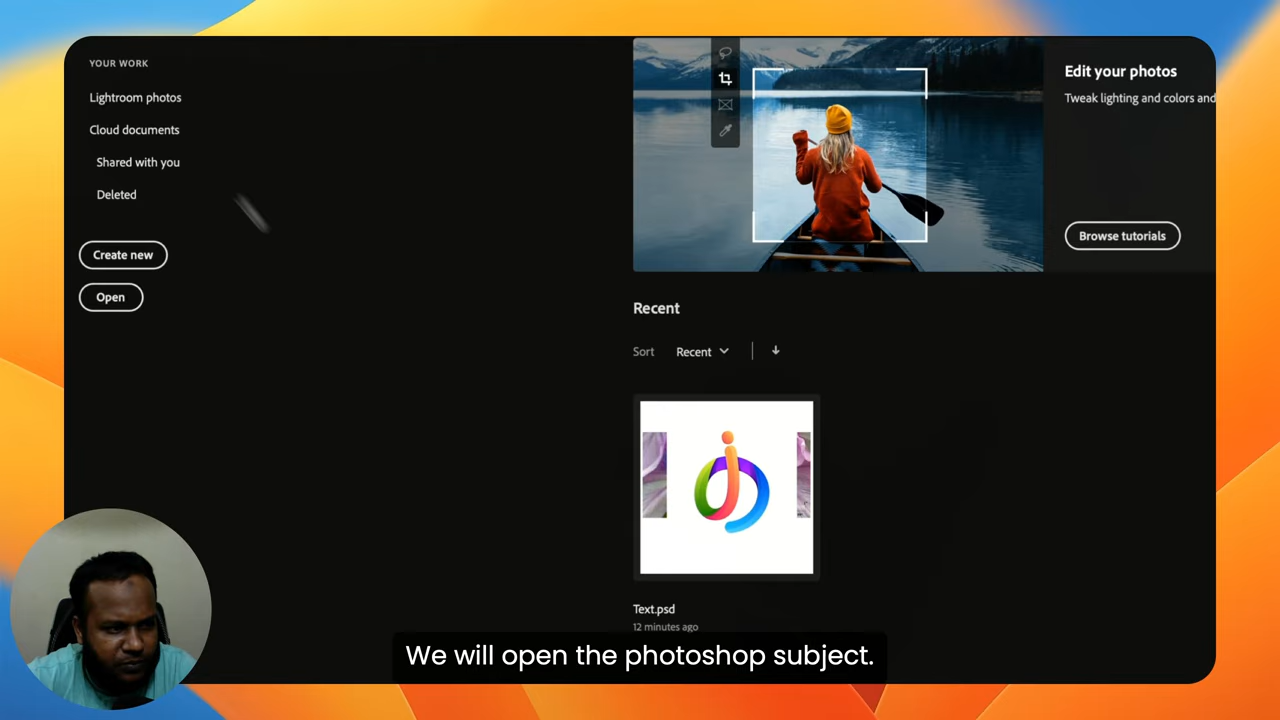 YOUR WORK
Lightroom photos
Cloud documents
Shared with you
Deleted
Create new
Open
Edit your photos
Tweak lighting and colors and
Browse tutorials
Recent
Sort Recent
Text.psd
12 minutes ago
We will open the photoshop subject.